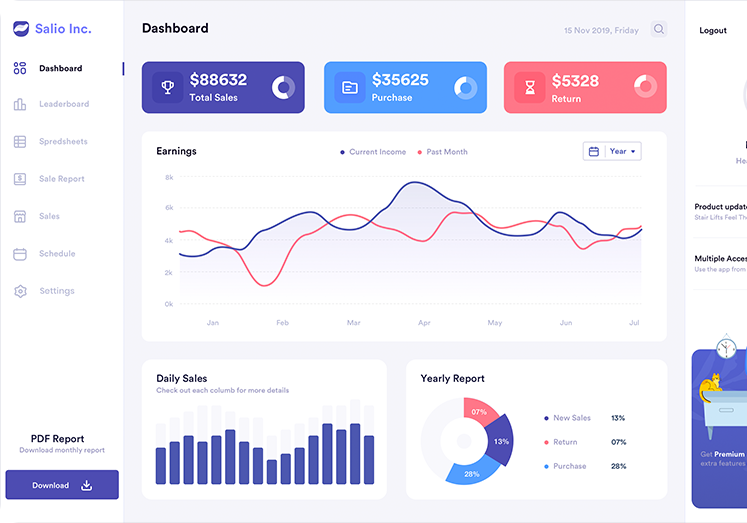 Salio Inc.
Dashboard
Leaderboard
Spredsheets
Sale Report
Sales
Schedule
Settings
PDF Report
Download monthly report
Download
Dashboard
15 Nov 2019, Friday
$88632
Total Sales
$35625
Purchase
$5328
Return
Earnings
Current Income
Past Month
Year
8k
6k
4k
2k
0k
Jan Feb Mar Apr May Jun Jul
Daily Sales
Check out each columb for more details
Yearly Report
07%
13%
28%
New Sales 13%
Return 07%
Purchase 28%
Logout
Product update
Stair Lifts Feel
Multiple
Use the app from
Get Premium
extra features